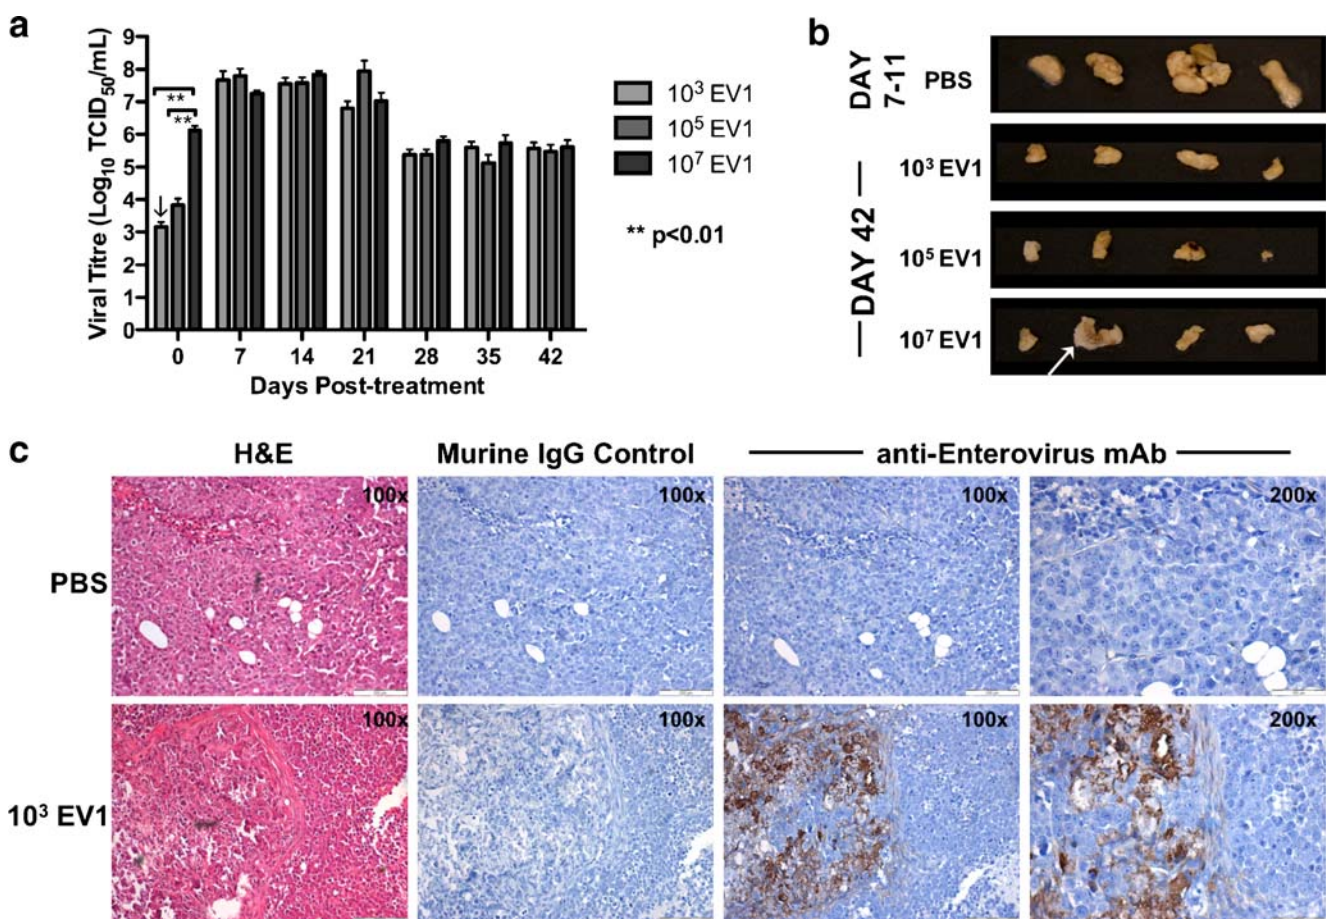 a
Viral Titre (Log10 TCID50/mL)
9
8
7
6
5
4
3
2
1
0
**
**
0 7 14 21 28 35 42
Days Post-treatment
10³ EV1
10⁵ EV1
10⁷ EV1
** p<0.01
b
DAY
7-11
PBS
DAY 42
10³ EV1
10⁵ EV1
10⁷ EV1
c
H&E
Murine IgG Control
anti-Enterovirus mAb
PBS
100x
100x
100x
200x
10³ EV1
100x
100x
100x
200x